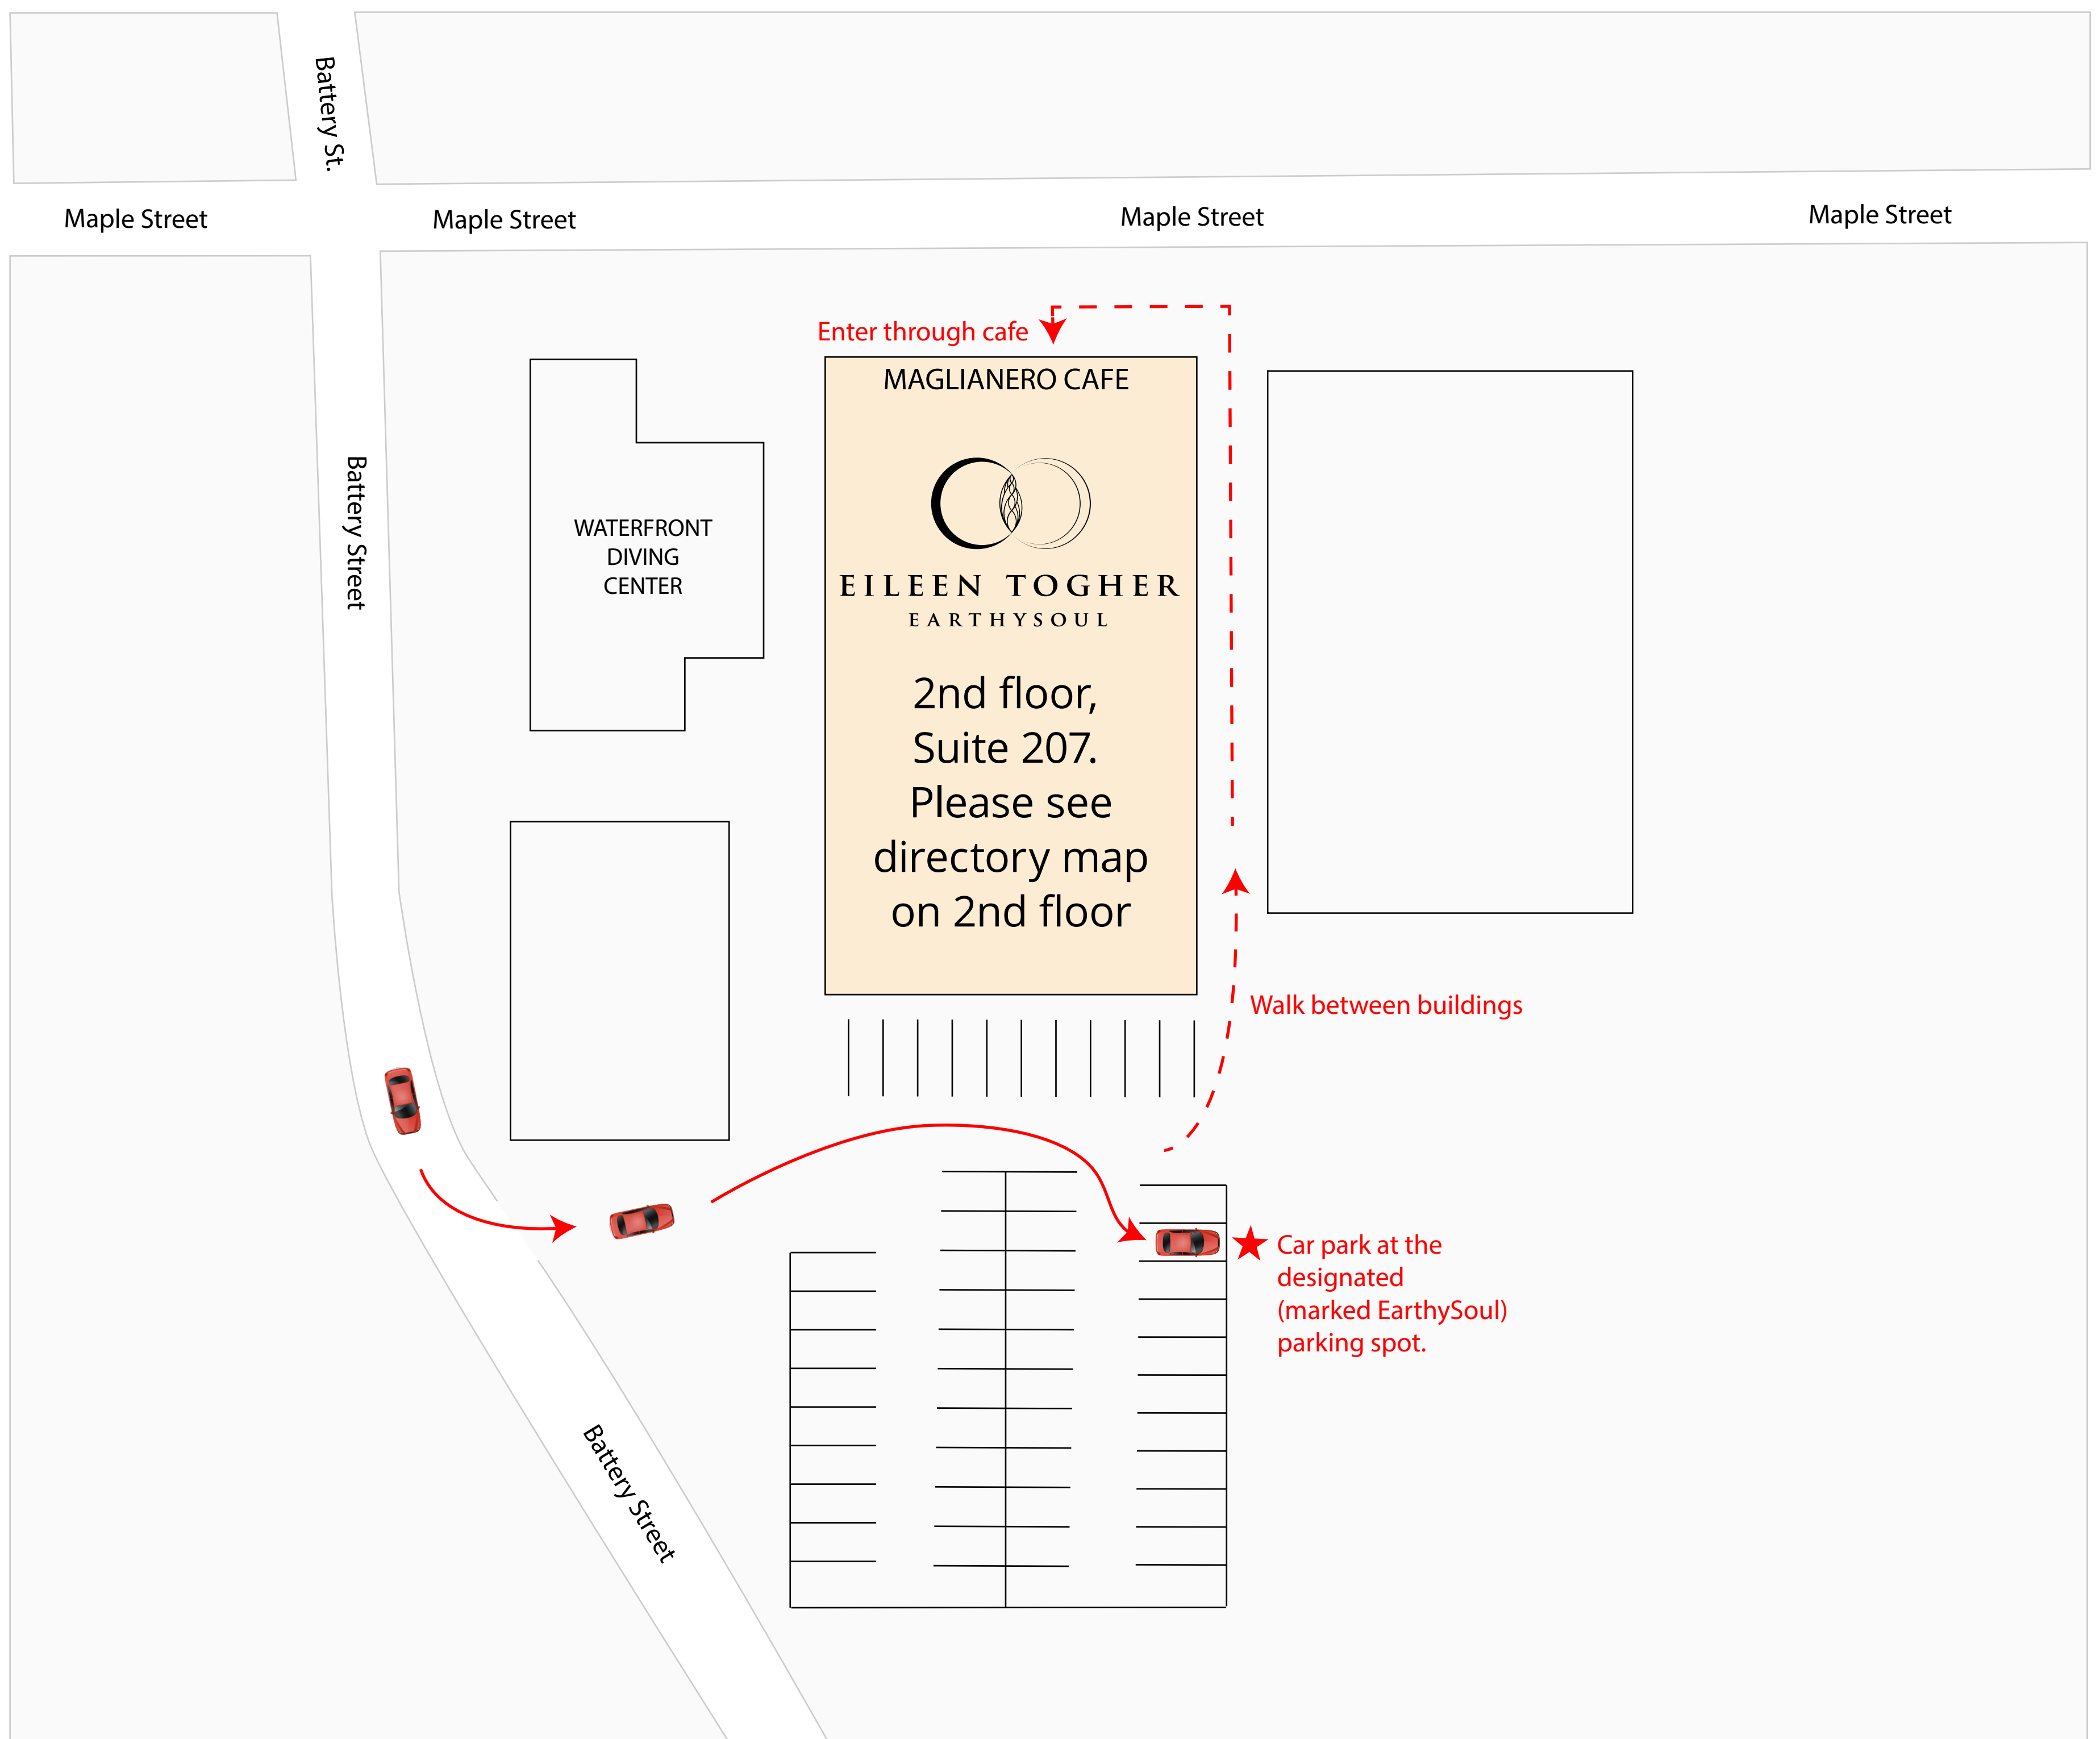 Battery St.
Maple Street
Maple Street
Maple Street
Maple Street
Enter through cafe
MAGLIANERO CAFE
Battery Street
WATERFRONT
DIVING
CENTER
EILEEN TOGHER
EARTHYSOUL
2nd floor,
Suite 207.
Please see
directory map
on 2nd floor
Walk between buildings
Car park at the
designated
(marked EarthySoul)
parking spot.
Battery Street